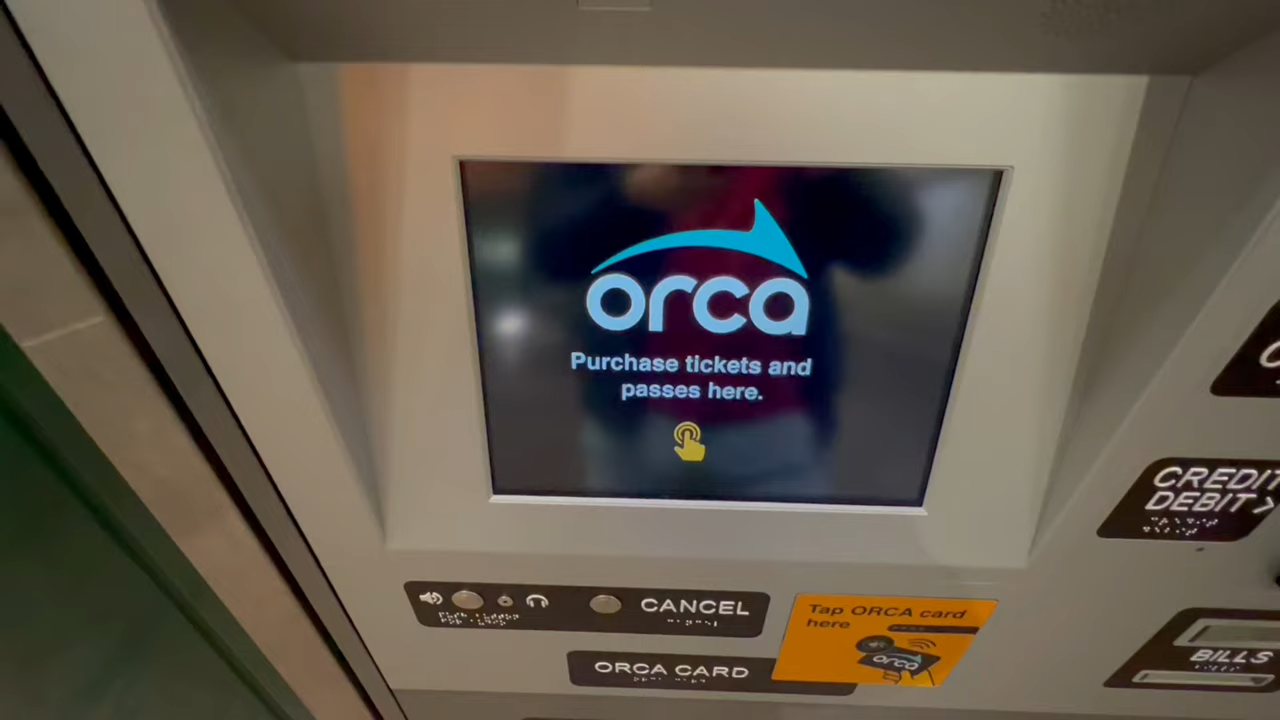 orca
Purchase tickets and
passes here.
CREDIT
DEBIT>
CANCEL
Tap ORCA card
here
orca
ORCA CARD
BILLS